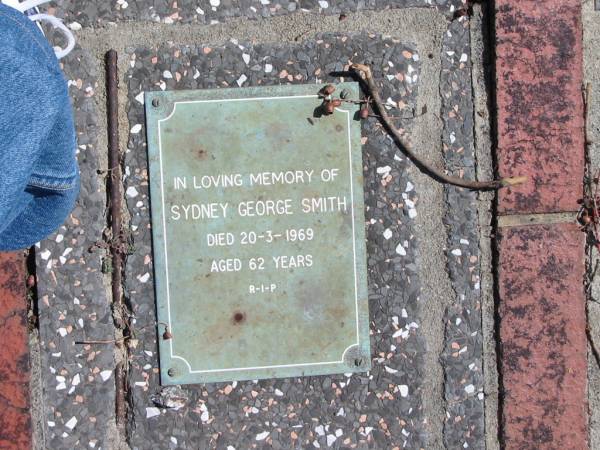 IN LOVING MEMORY OF
SYDNEY GEORGE SMITH
DIED 20-3-1969
AGED 62 YEARS
R-I-P